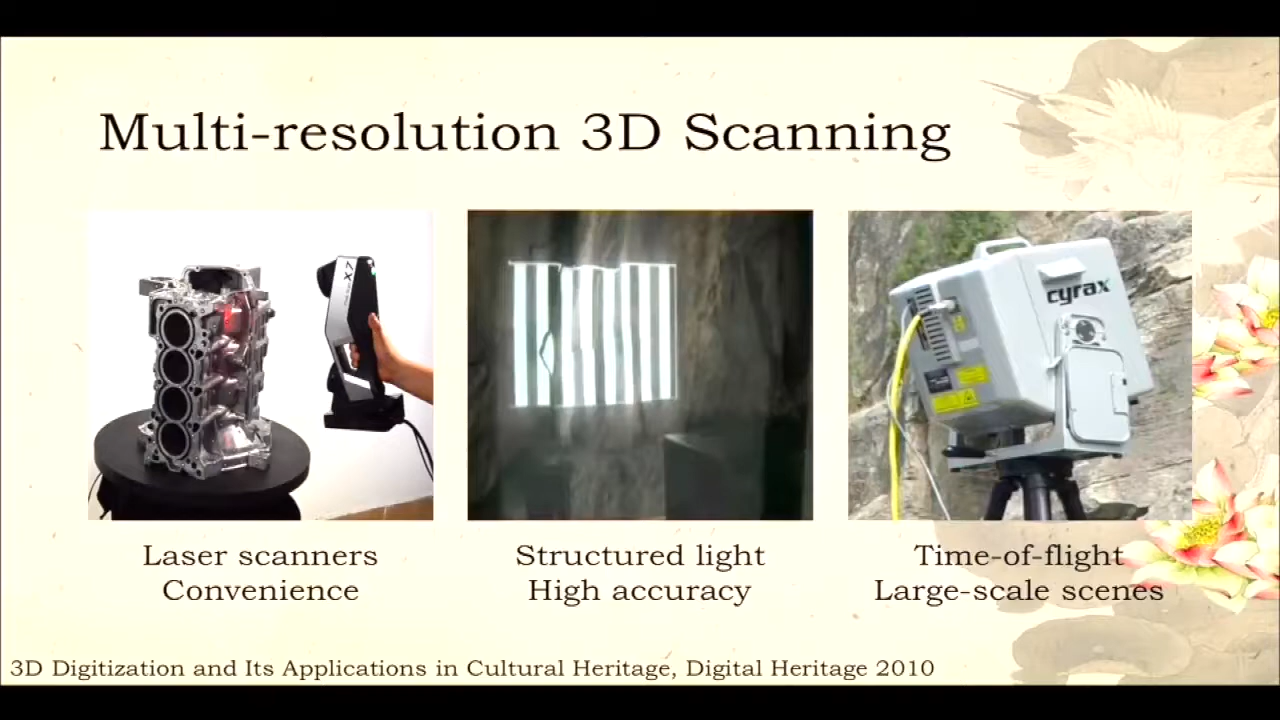 Multi-resolution 3D Scanning
X7
cyrax
Laser scanners
Convenience
Structured light
High accuracy
Time-of-flight
Large-scale scenes
3D Digitization and Its Applications in Cultural Heritage, Digital Heritage 2010